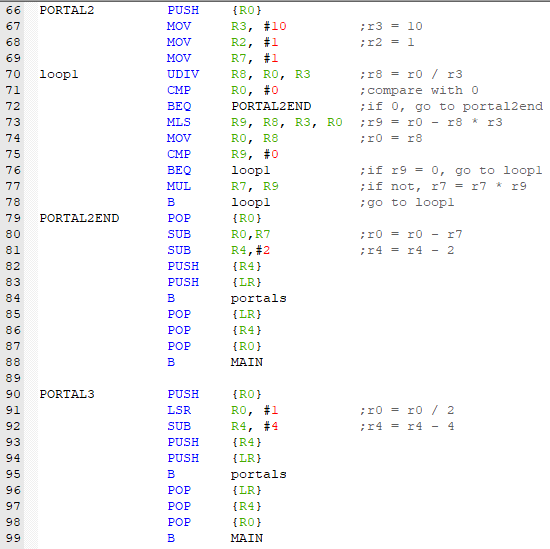 66 PORTAL2 PUSH {R0}
67 MOV R3, #10 ;r3 = 10
68 MOV R2, #1 ;r2 = 1
69 MOV R7, #1
70 loop1 UDIV R8, R0, R3 ;r8 = r0 / r3
71 CMP R0, #0 ;compare with 0
72 BEQ PORTAL2END ;if 0, go to portal2end
73 MLS R9, R8, R3, R0 ;r9 = r0 - r8 * r3
74 MOV R0, R8 ;r0 = r8
75 CMP R9, #0
76 BEQ loop1 ;if r9 = 0, go to loop1
77 MUL R7, R9 ;if not, r7 = r7 * r9
78 B loop1 ;go to loop1
79 PORTAL2END POP {R0}
80 SUB R0,R7 ;r0 = r0 - r7
81 SUB R4,#2 ;r4 = r4 - 2
82 PUSH {R4}
83 PUSH {LR}
84 B portals
85 POP {LR}
86 POP {R4}
87 POP {R0}
88 B MAIN
89
90 PORTAL3 PUSH {R0}
91 LSR R0, #1 ;r0 = r0 / 2
92 SUB R4, #4 ;r4 = r4 - 4
93 PUSH {R4}
94 PUSH {LR}
95 B portals
96 POP {LR}
97 POP {R4}
98 POP {R0}
99 B MAIN